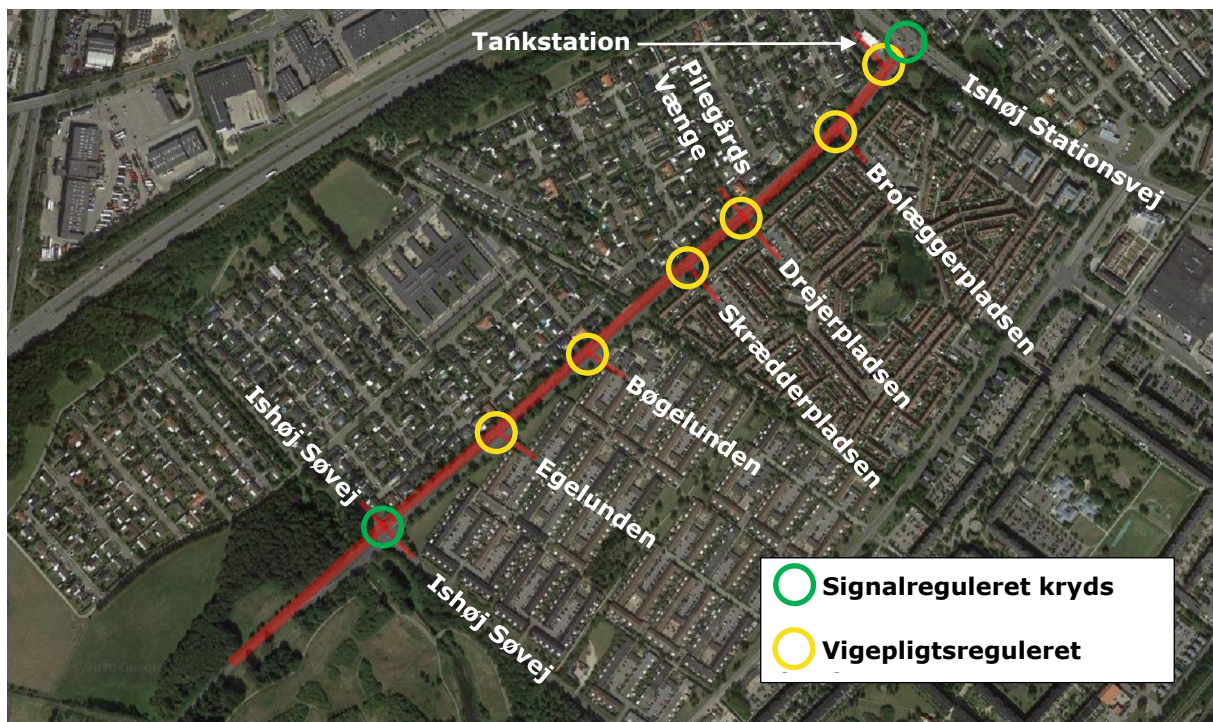 Tankstation
Pilegårds
Vænge
Ishøj Stationsvej
Brolæggerpladsen
Drejerpladsen
Skrædderpladsen
Bøgelunden
Egelunden
Ishøj Søvej
Ishøj Søvej
Signalreguleret kryds
Vigepligtsreguleret